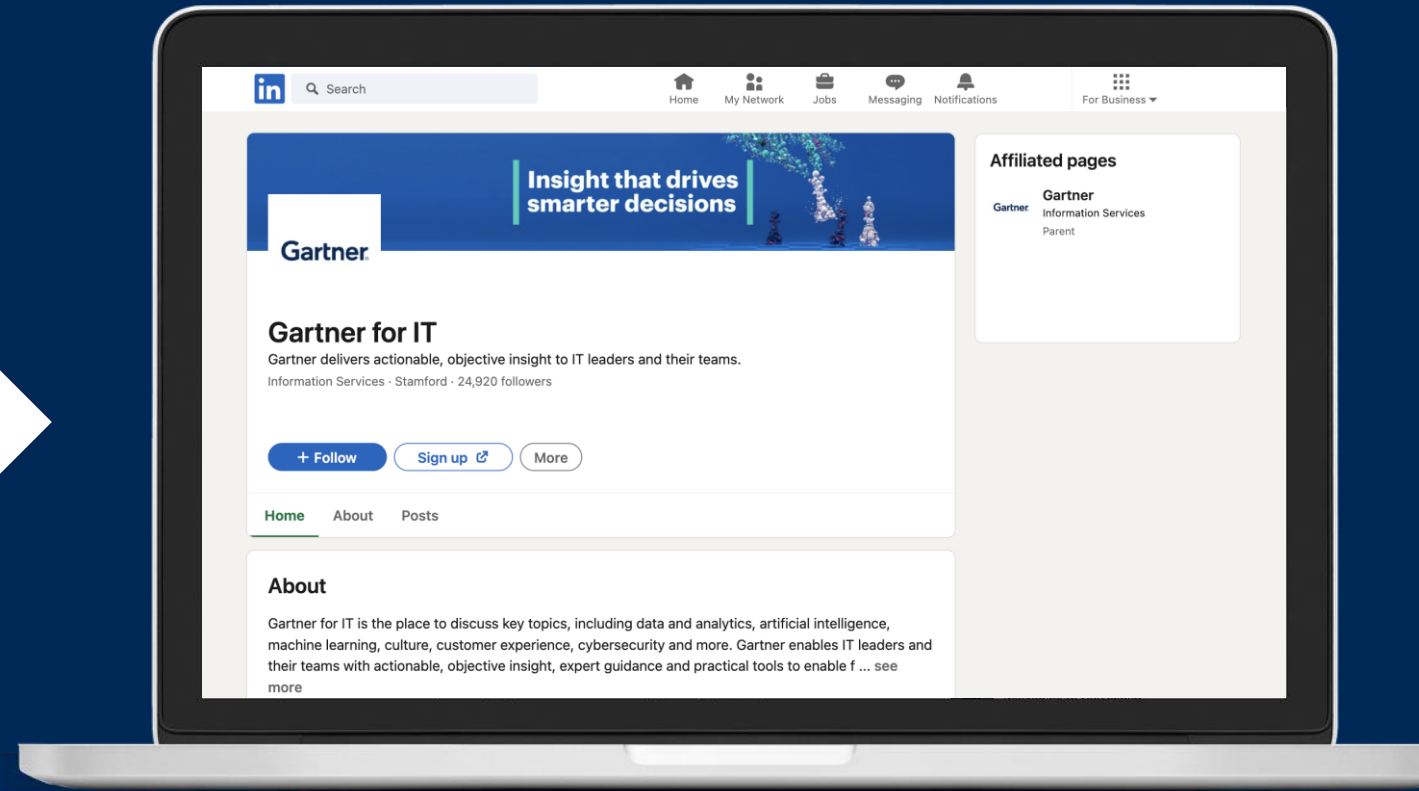 in
Search
Home
My Network
Jobs
Messaging
Notifications
For Business
Insight that drives
smarter decisions
Gartner
Gartner for IT
Gartner delivers actionable, objective insight to IT leaders and their teams.
Information Services · Stamford · 24,920 followers
+ Follow
Sign up
More
Home
About
Posts
About
Gartner for IT is the place to discuss key topics, including data and analytics, artificial intelligence,
machine learning, culture, customer experience, cybersecurity and more. Gartner enables IT leaders and
their teams with actionable, objective insight, expert guidance and practical tools to enable f ... see
more
Affiliated pages
Gartner
Gartner
Information Services
Parent